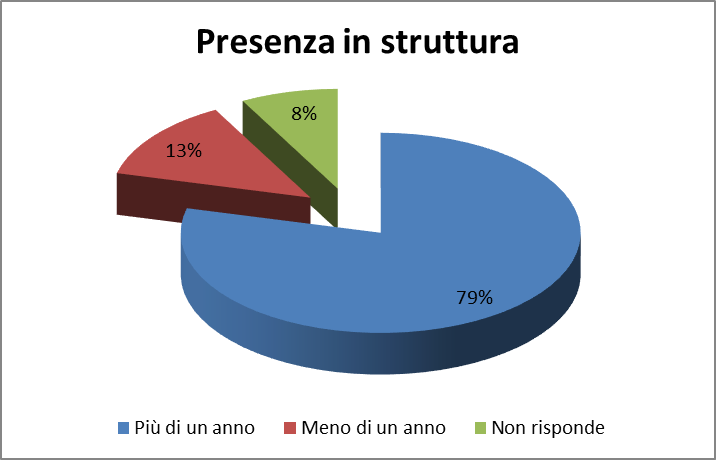 Presenza in struttura
8%
13%
79%
Più di un anno Meno di un anno Non risponde